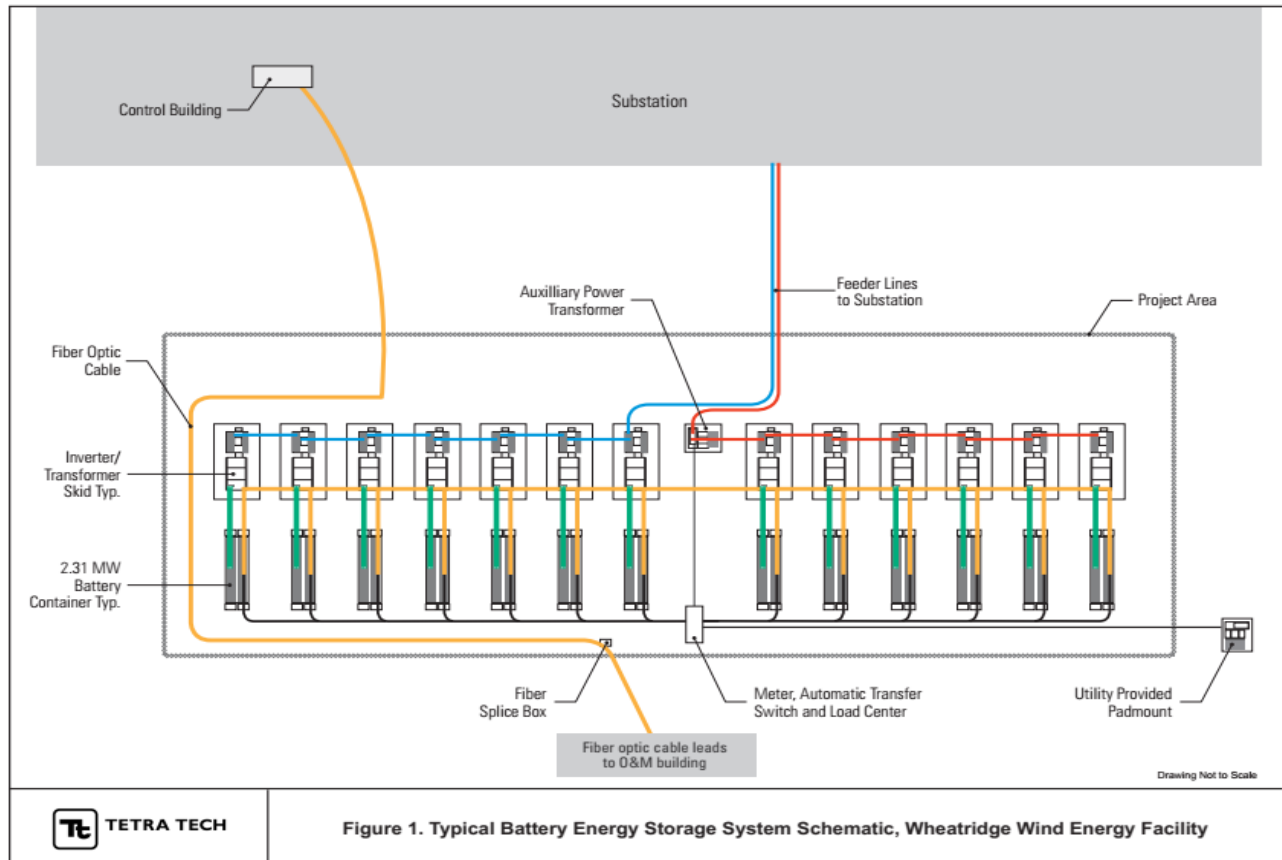 Control Building
Substation
Auxilliary Power
Transformer
Feeder Lines
to Substation
Project Area
Fiber Optic
Cable
Inverter/
Transformer
Skid Typ.
2.31 MW
Battery
Container Typ.
Fiber
Splice Box
Meter, Automatic Transfer
Switch and Load Center
Utility Provided
Padmount
Fiber optic cable leads
to O&M building
Drawing Not to Scale
Tt TETRA TECH
Figure 1. Typical Battery Energy Storage System Schematic, Wheatridge Wind Energy Facility